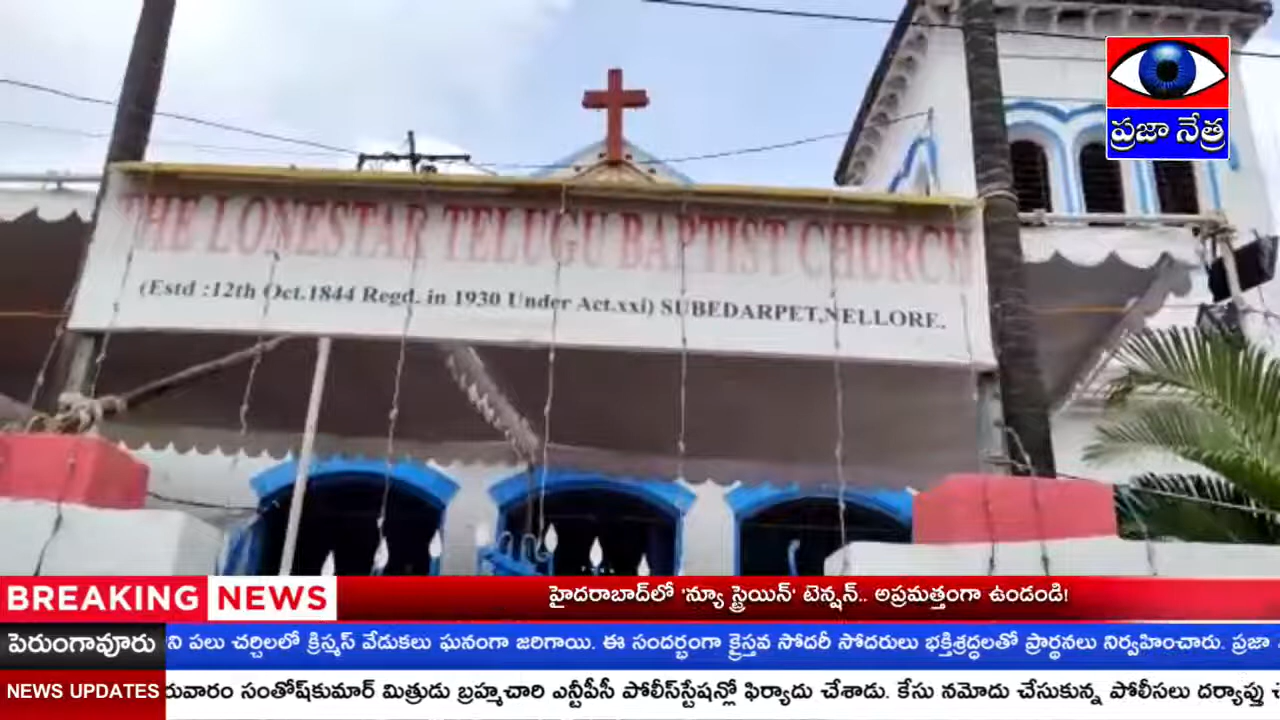 ప్రజా నేత్ర
THE LONESTAR TELUGU BAPTIST CHURCH
(Estd :12th Oct.1844 Regd. in 1930 Under Act.xxi) SUBEDARPET,NELLORE.
BREAKING NEWS
హైదరాబాద్‌లో 'న్యూ స్ట్రెయిన్' టెన్షన్.. అప్రమత్తంగా ఉండండి!
పెరుంగావూరు
ని పలు చర్చిలలో క్రిస్మస్ వేడుకలు ఘనంగా జరిగాయి. ఈ సందర్భంగా క్రైస్తవ సోదరీ సోదరులు భక్తిశ్రద్ధలతో ప్రార్థనలు నిర్వహించారు. ప్రజా
NEWS UPDATES
రువారం సంతోష్‌కుమార్ మిత్రుడు బ్రహ్మచారి ఎన్టీపీసీ పోలీస్‌స్టేషన్లో ఫిర్యాదు చేశాడు. కేసు నమోదు చేసుకున్న పోలీసలు దర్యాప్తు